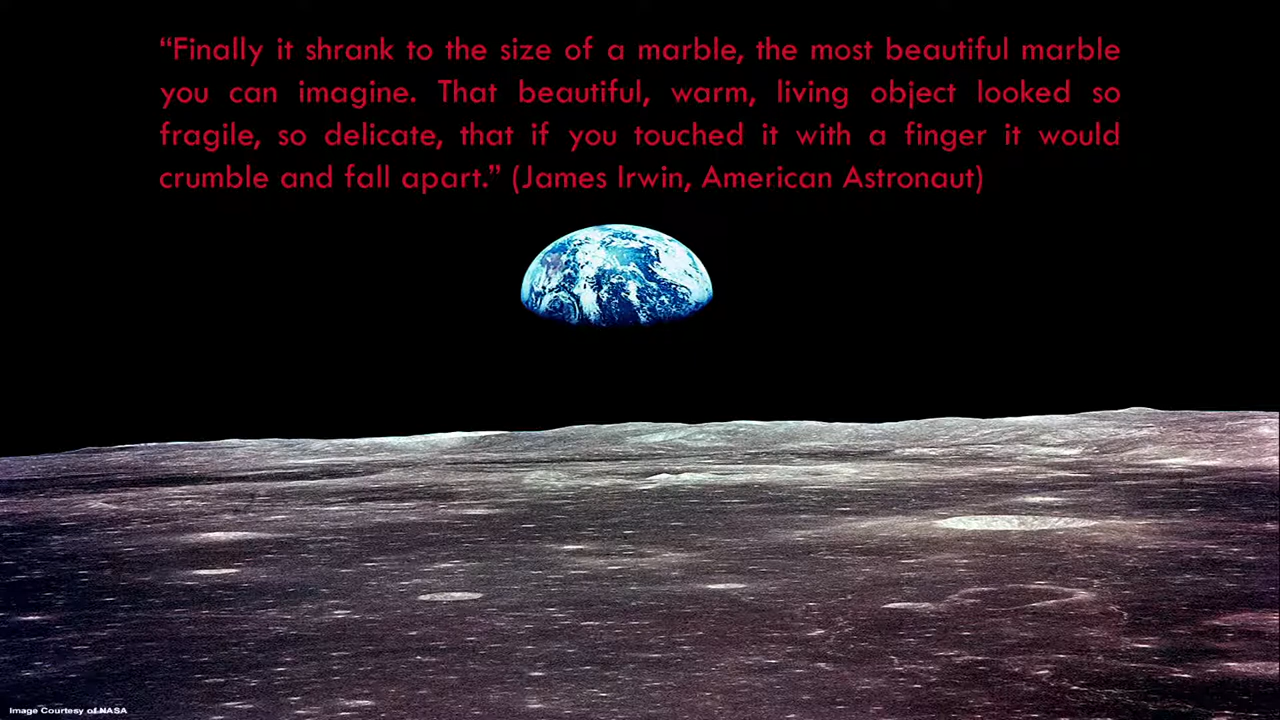 “Finally it shrank to the size of a marble, the most beautiful marble
you can imagine. That beautiful, warm, living object looked so
fragile, so delicate, that if you touched it with a finger it would
crumble and fall apart.” (James Irwin, American Astronaut)
Image Courtesy of NASA